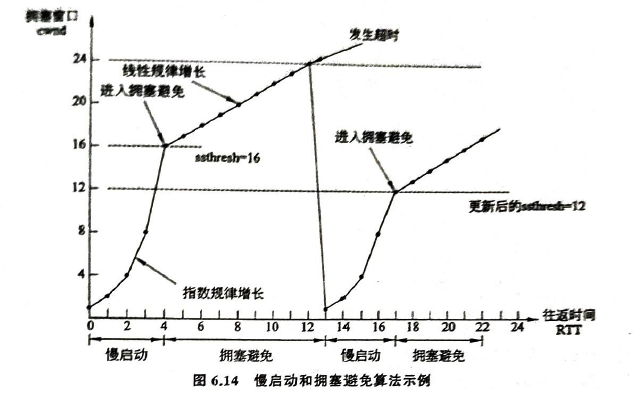 拥塞窗口
cwnd
发生超时
24
线性规律增长
进入拥塞避免
20
16
ssthresh=16
进入拥塞避免
12
更新后的ssthresh=12
8
4
指数规律增长
0 2 4 6 8 10 12 14 16 18 20 22 24
往返时间
RTT
慢启动 拥塞避免 慢启动 拥塞避免
图 6.14 慢启动和拥塞避免算法示例